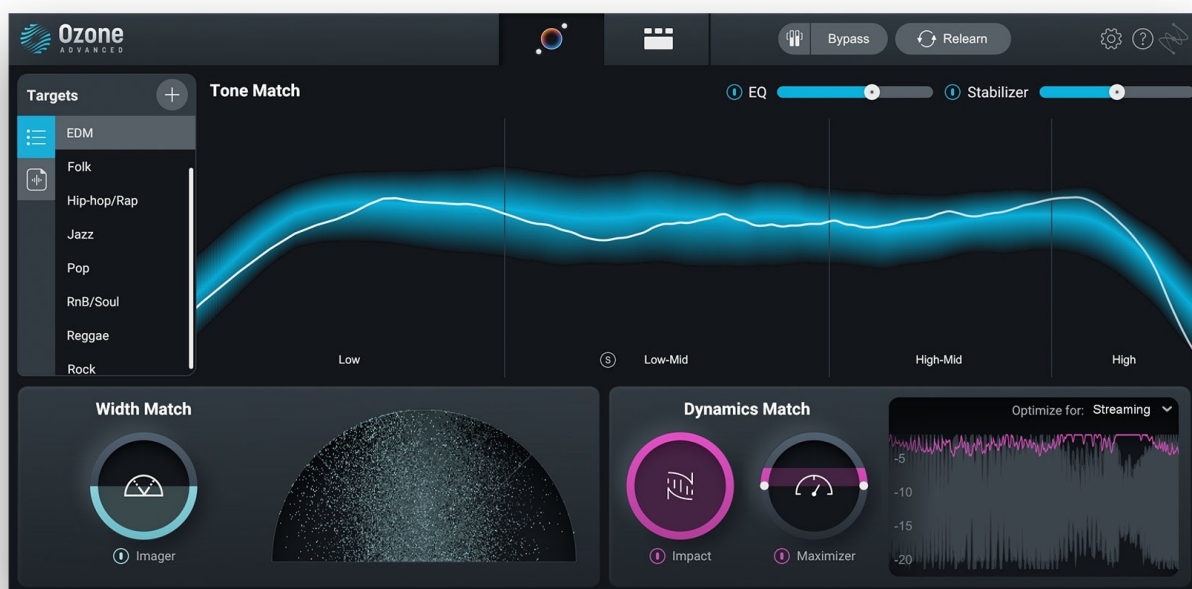 Ozone
ADVANCED
Bypass
Relearn
?
Targets
+
Tone Match
EQ
Stabilizer
EDM
Folk
Hip-hop/Rap
Jazz
Pop
RnB/Soul
Reggae
Rock
Low
S
Low-Mid
High-Mid
High
Width Match
Imager
Dynamics Match
Impact
Maximizer
Optimize for: Streaming
-5
-10
-15
-20